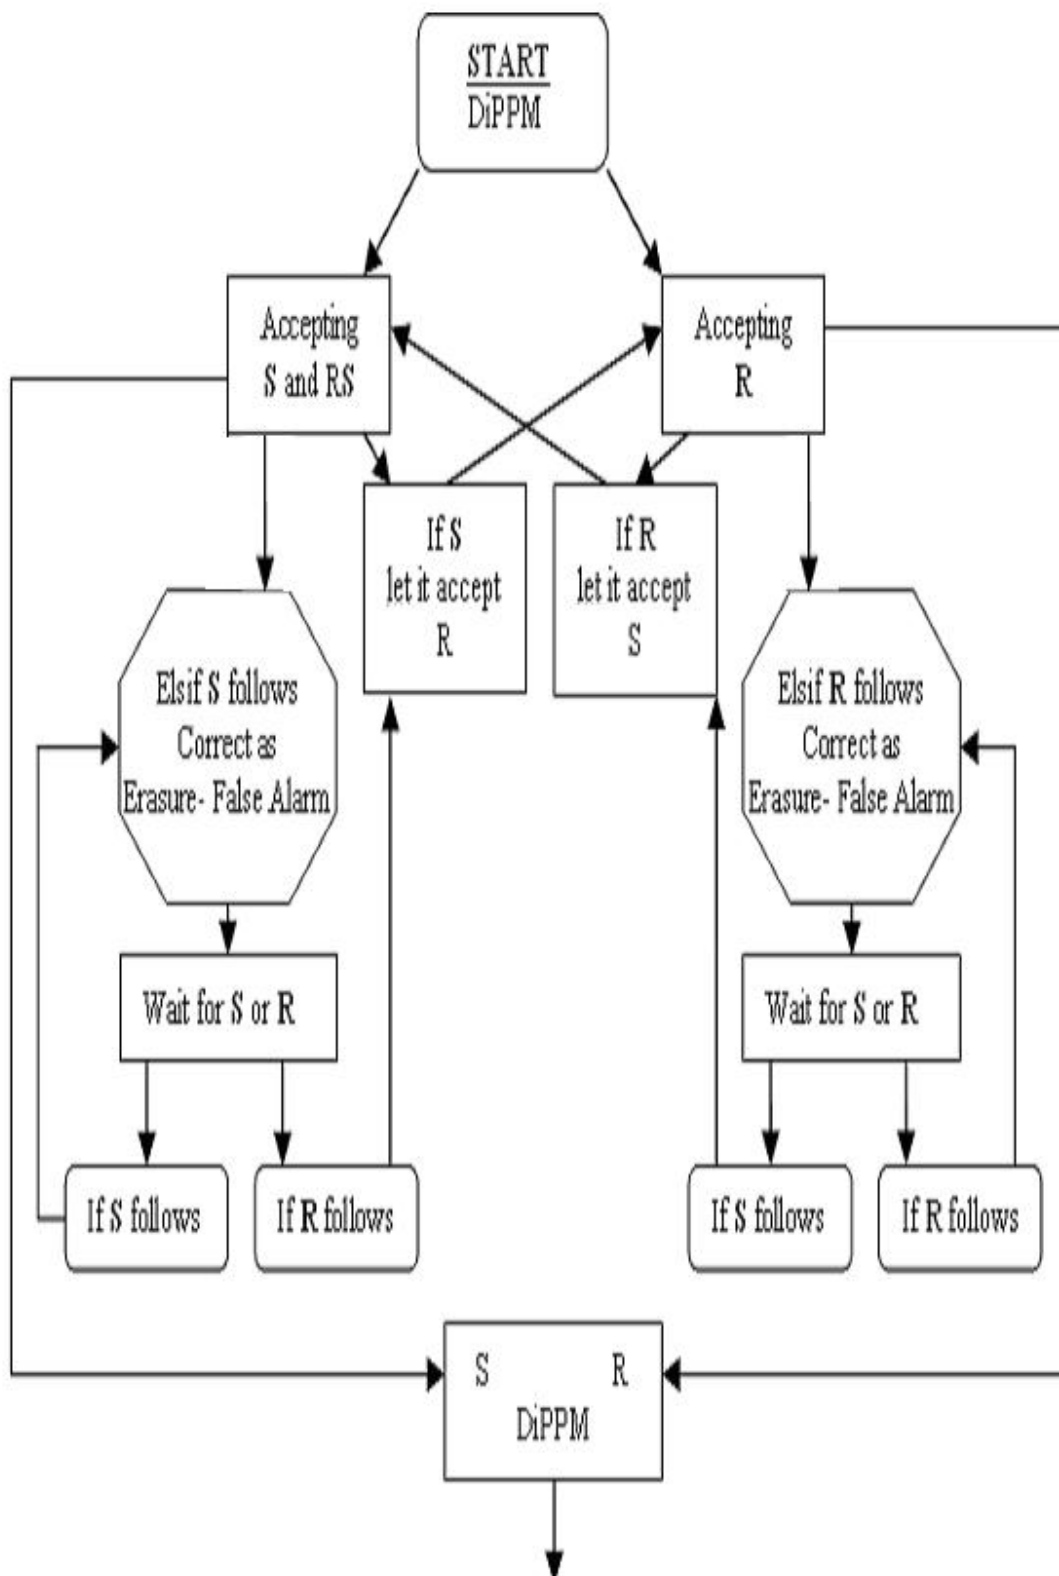 START
DiPPM
Accepting
S and RS
Accepting
R
If S
let it accept
R
If R
let it accept
S
Elsif S follows
Correct as
Erasure- False Alarm
Elsif R follows
Correct as
Erasure- False Alarm
Wait for S or R
Wait for S or R
If S follows
If R follows
If S follows
If R follows
S R
DiPPM